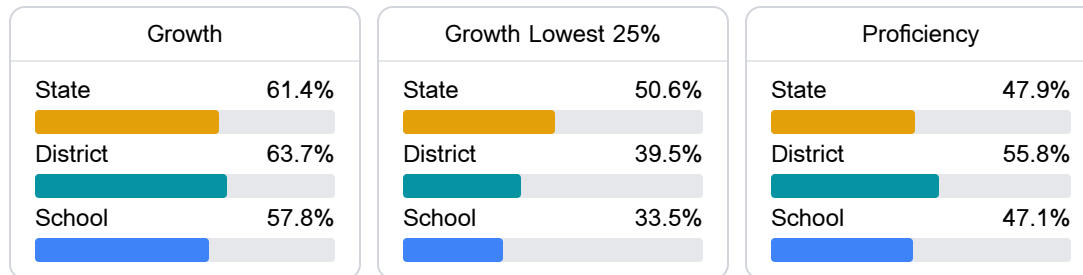 Growth
State 61.4%
District 63.7%
School 57.8%
Growth Lowest 25%
State 50.6%
District 39.5%
School 33.5%
Proficiency
State 47.9%
District 55.8%
School 47.1%